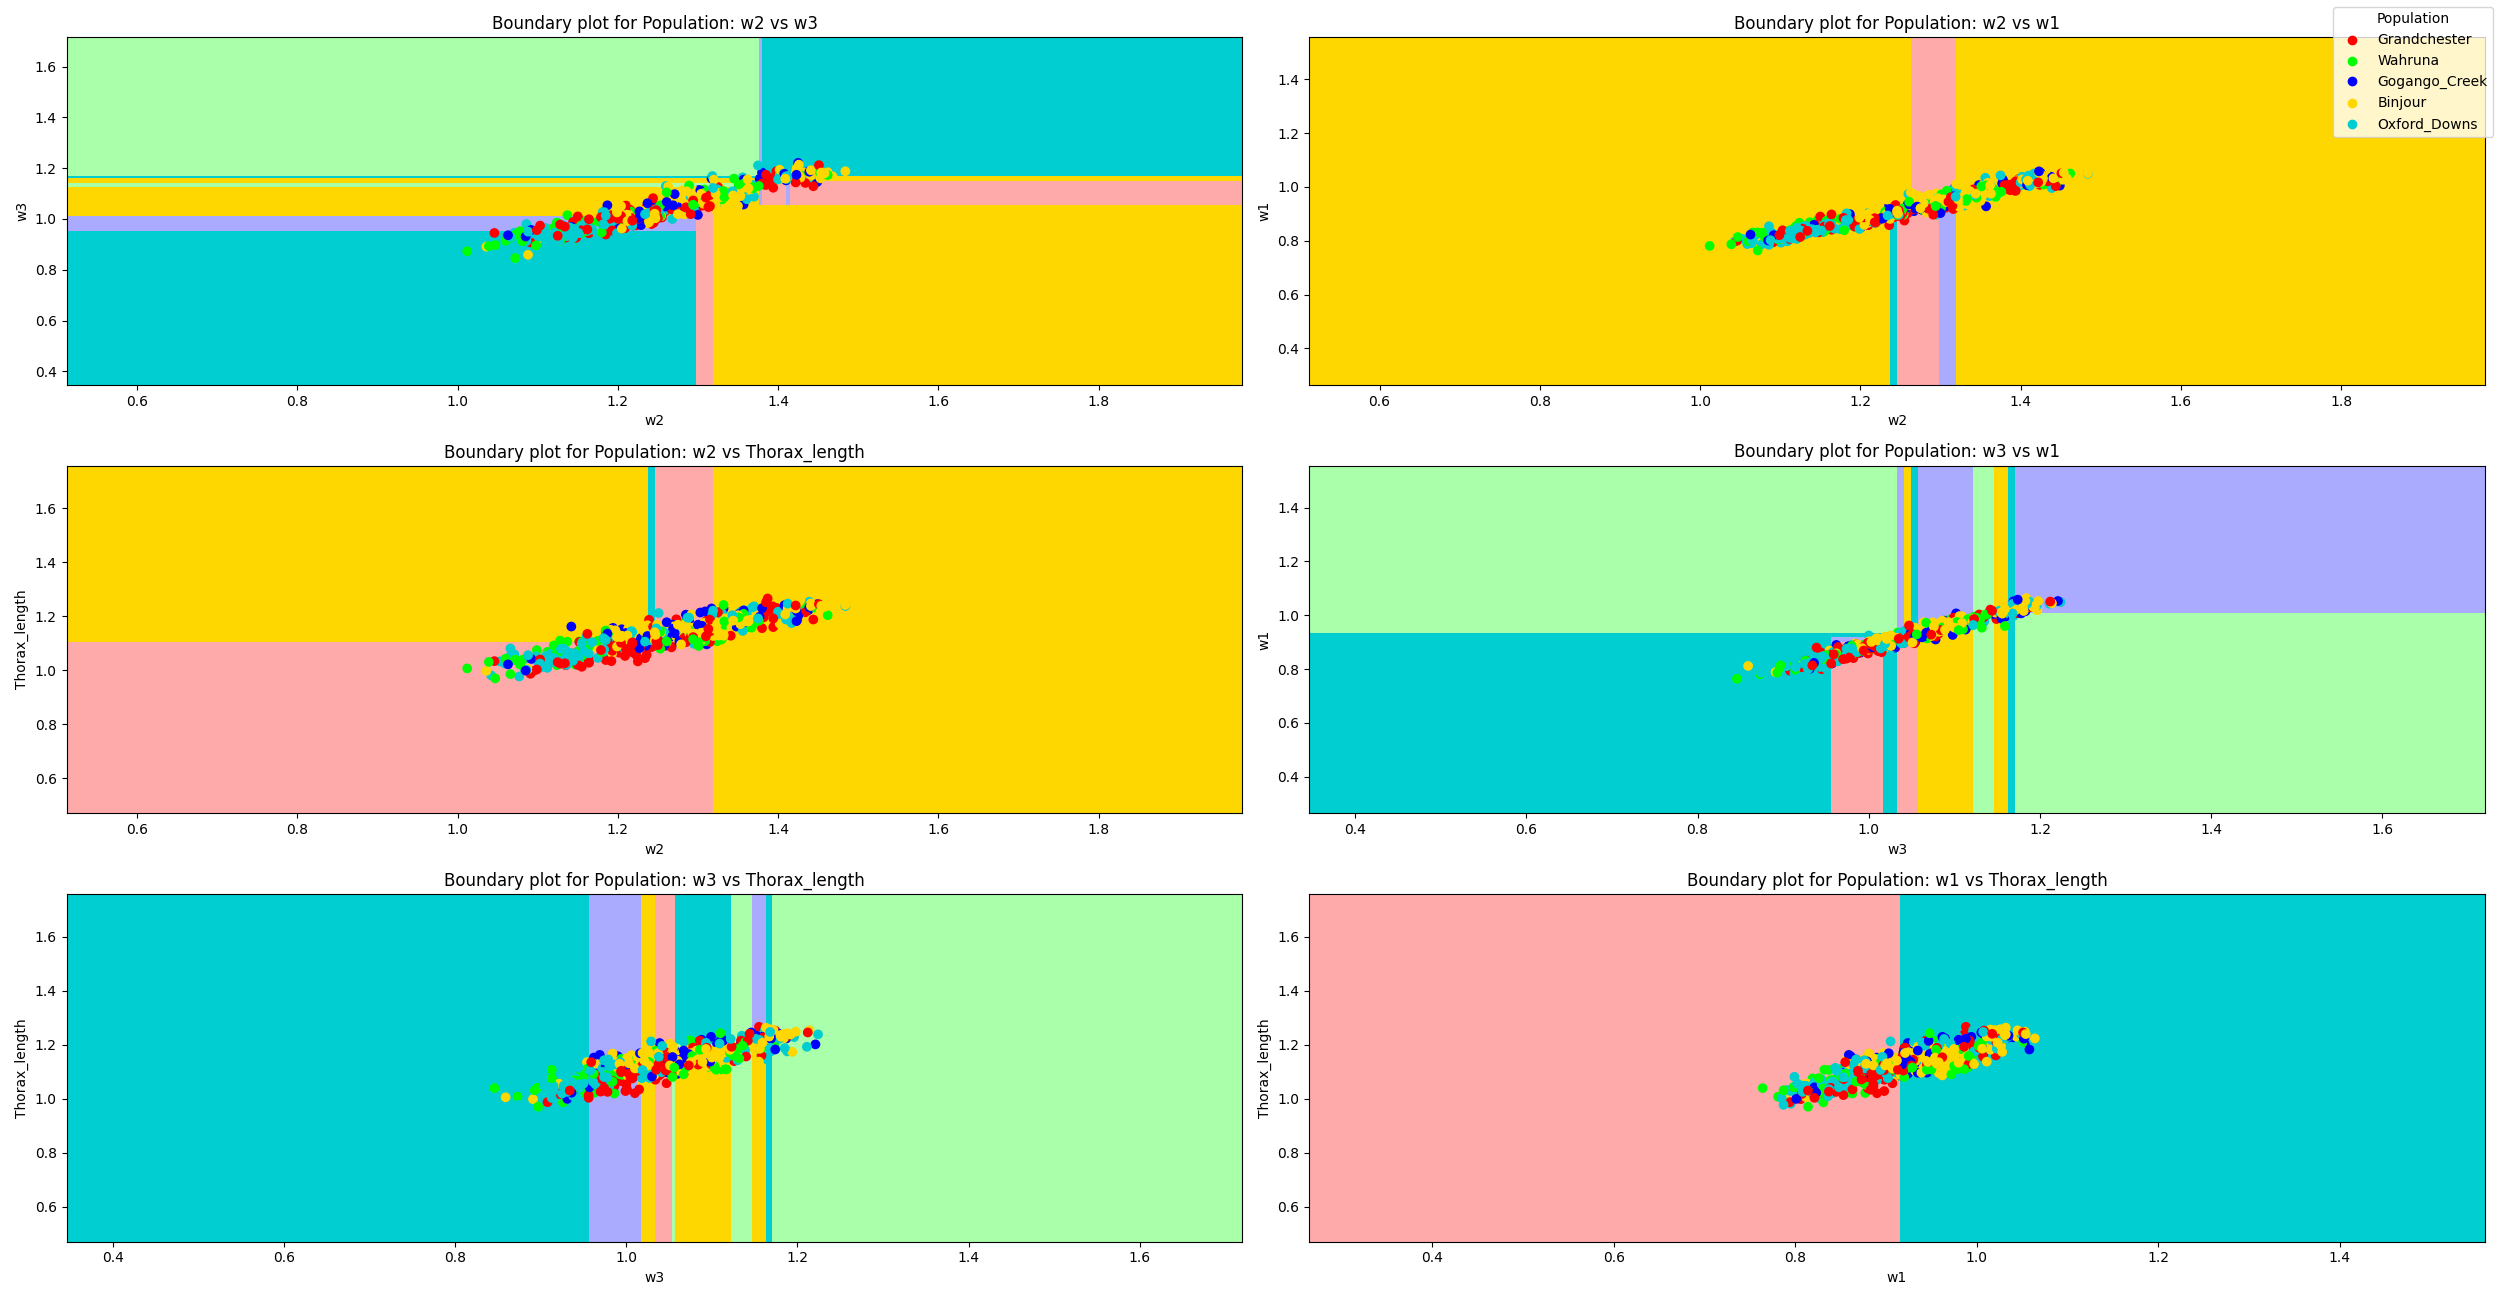 Boundary plot for Population: w2 vs w3
1.6
1.4
1.2
1.0
0.8
0.6
0.4
w3
0.6 0.8 1.0 1.2 1.4 1.6 1.8
w2
Boundary plot for Population: w2 vs w1
1.4
1.2
1.0
0.8
0.6
0.4
w1
0.6 0.8 1.0 1.2 1.4 1.6 1.8
w2
Population
Grandchester
Wahruna
Gogango_Creek
Binjour
Oxford_Downs
Boundary plot for Population: w2 vs Thorax_length
1.6
1.4
1.2
1.0
0.8
0.6
Thorax_length
0.6 0.8 1.0 1.2 1.4 1.6 1.8
w2
Boundary plot for Population: w3 vs w1
1.4
1.2
1.0
0.8
0.6
0.4
w1
0.4 0.6 0.8 1.0 1.2 1.4 1.6
w3
Boundary plot for Population: w3 vs Thorax_length
1.6
1.4
1.2
1.0
0.8
0.6
Thorax_length
0.4 0.6 0.8 1.0 1.2 1.4 1.6
w3
Boundary plot for Population: w1 vs Thorax_length
1.6
1.4
1.2
1.0
0.8
0.6
Thorax_length
0.4 0.6 0.8 1.0 1.2 1.4
w1